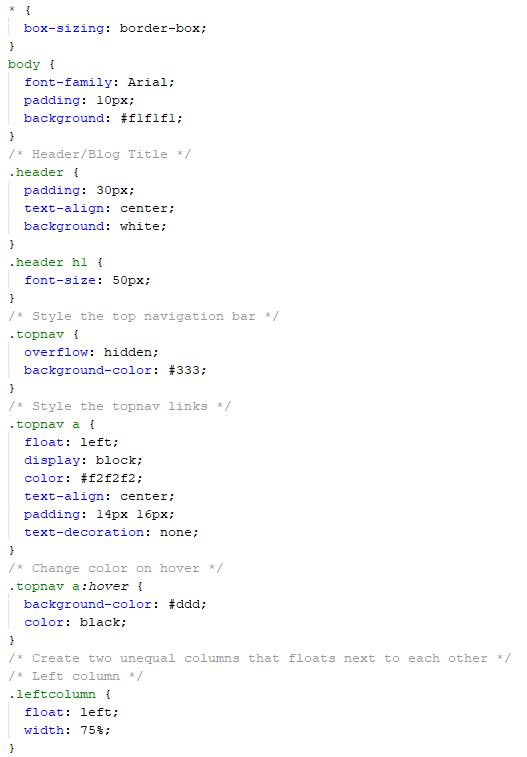 * {
  box-sizing: border-box;
}
body {
  font-family: Arial;
  padding: 10px;
  background: #f1f1f1;
}
/* Header/Blog Title */
.header {
  padding: 30px;
  text-align: center;
  background: white;
}
.header h1 {
  font-size: 50px;
}
/* Style the top navigation bar */
.topnav {
  overflow: hidden;
  background-color: #333;
}
/* Style the topnav links */
.topnav a {
  float: left;
  display: block;
  color: #f2f2f2;
  text-align: center;
  padding: 14px 16px;
  text-decoration: none;
}
/* Change color on hover */
.topnav a:hover {
  background-color: #ddd;
  color: black;
}
/* Create two unequal columns that floats next to each other */
/* Left column */
.leftcolumn {
  float: left;
  width: 75%;
}